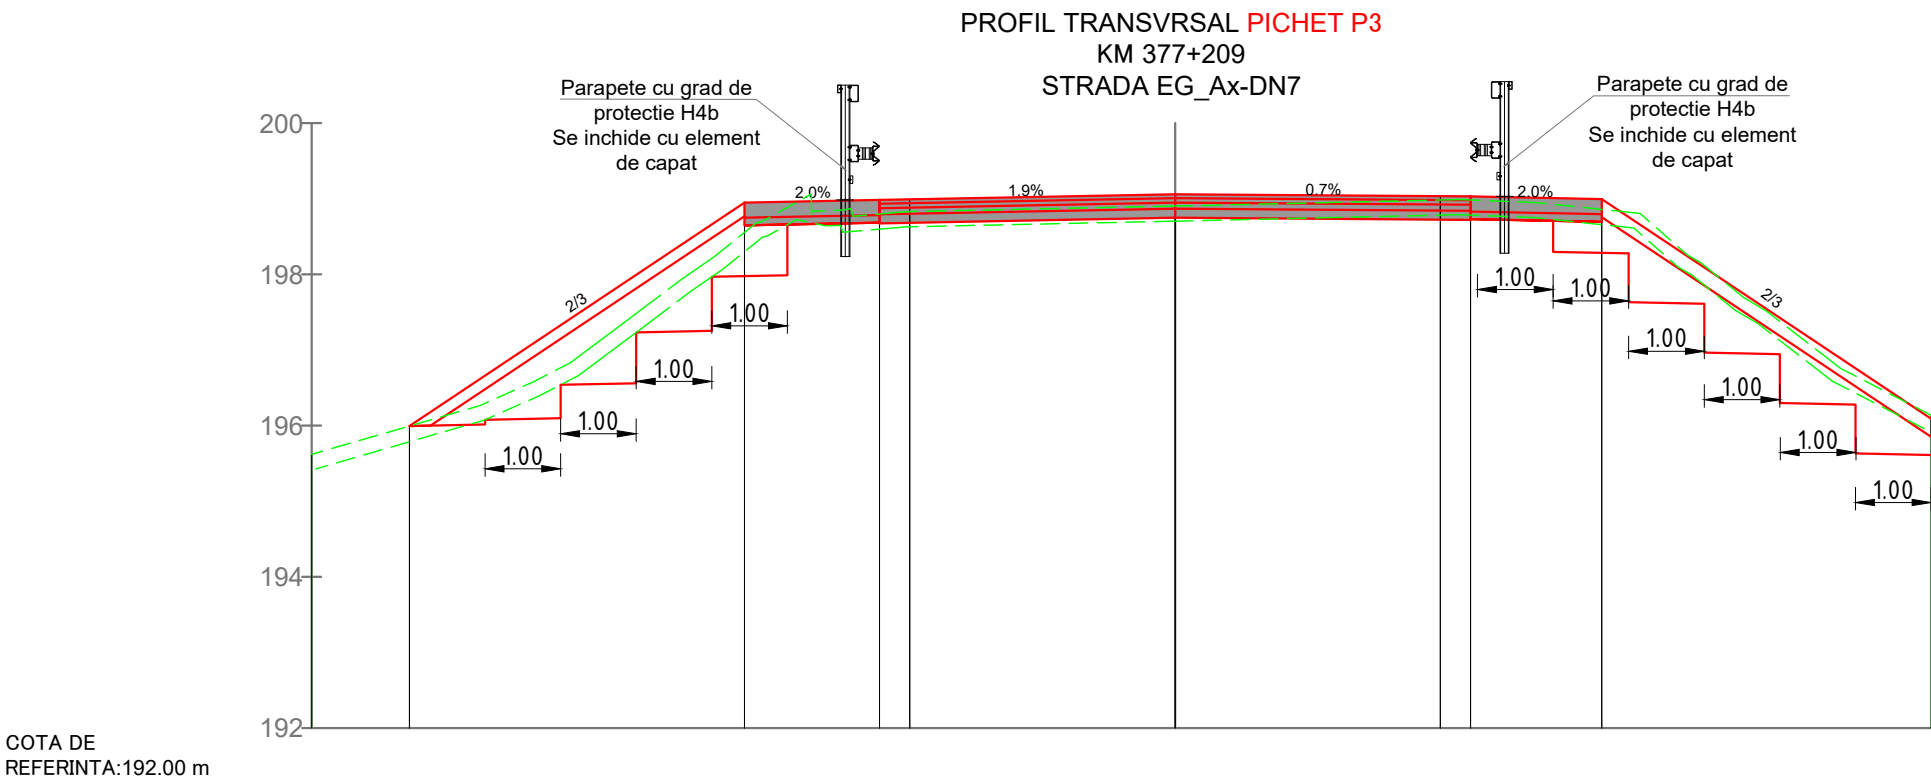 PROFIL TRANSVRSAL PICHET P3
KM 377+209
STRADA EG_Ax-DN7
Parapete cu grad de
protectie H4b
Se inchide cu element
de capat
Parapete cu grad de
protectie H4b
Se inchide cu element
de capat
200
198
196
194
192
2.0%
1.9%
0.7%
2.0%
2/3
2/3
1.00
1.00
1.00
1.00
1.00
1.00
1.00
1.00
1.00
1.00
COTA DE
REFERINTA:192.00 m